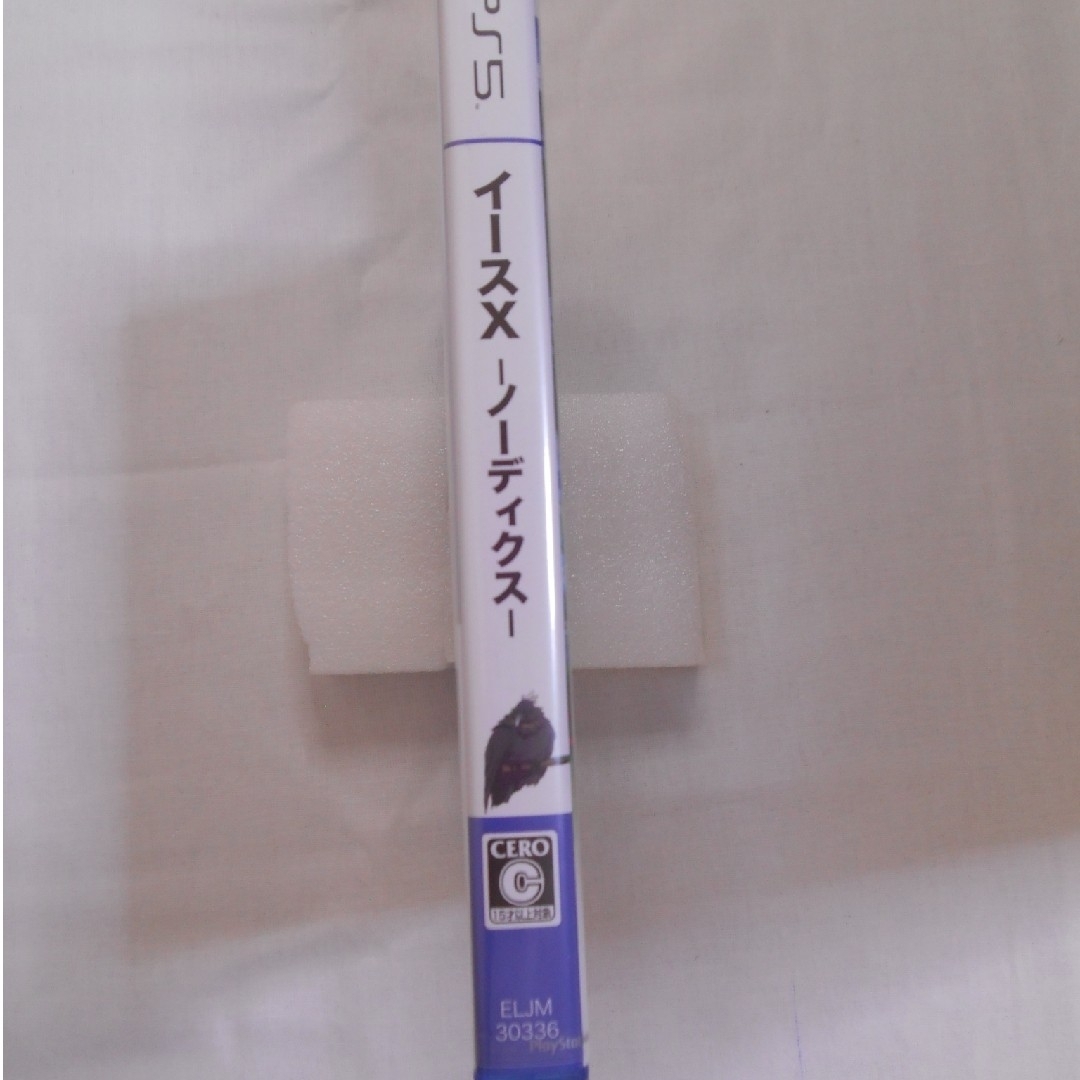 PS5
イースX
-ノーディクス-
CERO
C
15才以上対象
ELJM
30336
PlayStation